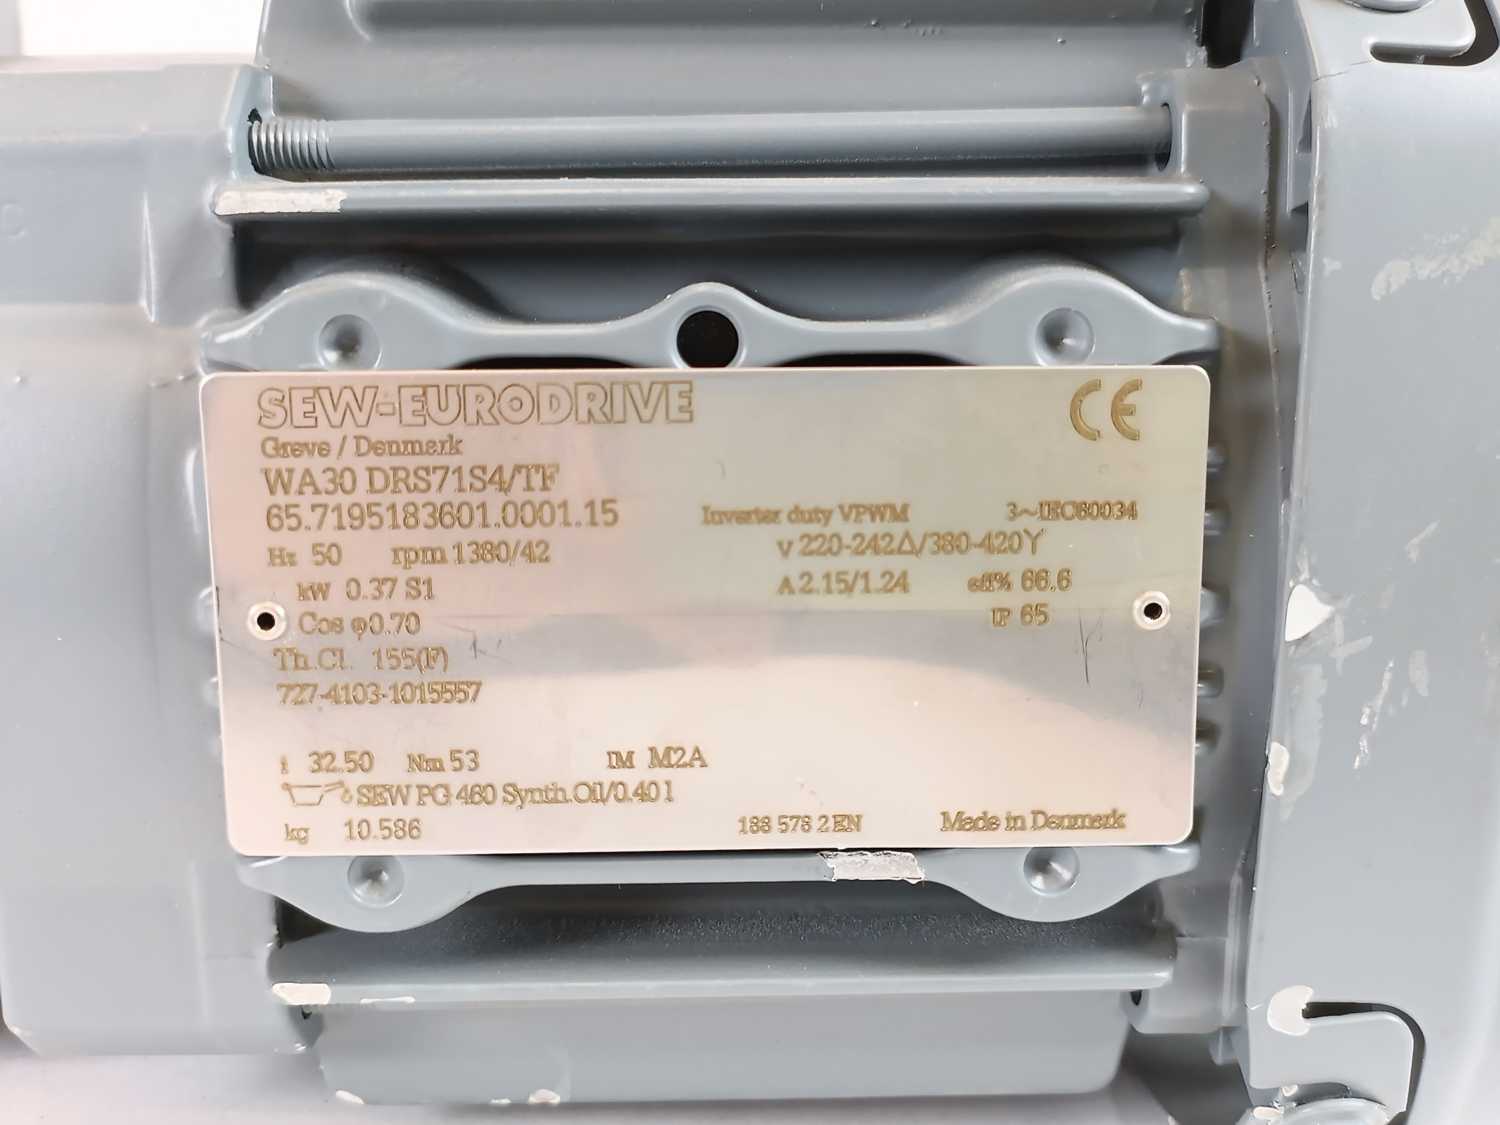 SEW-EURODRIVE
CE
Greve / Denmark
WA30 DRS71S4/TF
65.7195183601.0001.15
Inverter duty VPWM 3~IEC60034
Hz 50 rpm 1380/42 V 220-242Δ/380-420Y
kW 0.37 S1 A 2.15/1.24 eff% 66.6
Cos φ 0.70 IP 65
Th.Cl. 155(F)
727-4103-1015557
i 32.50 Nm 53 IM M2A
SEW PG 460 Synth.Oil/0.40 l
kg 10.586 188 578 2 EN Made in Denmark